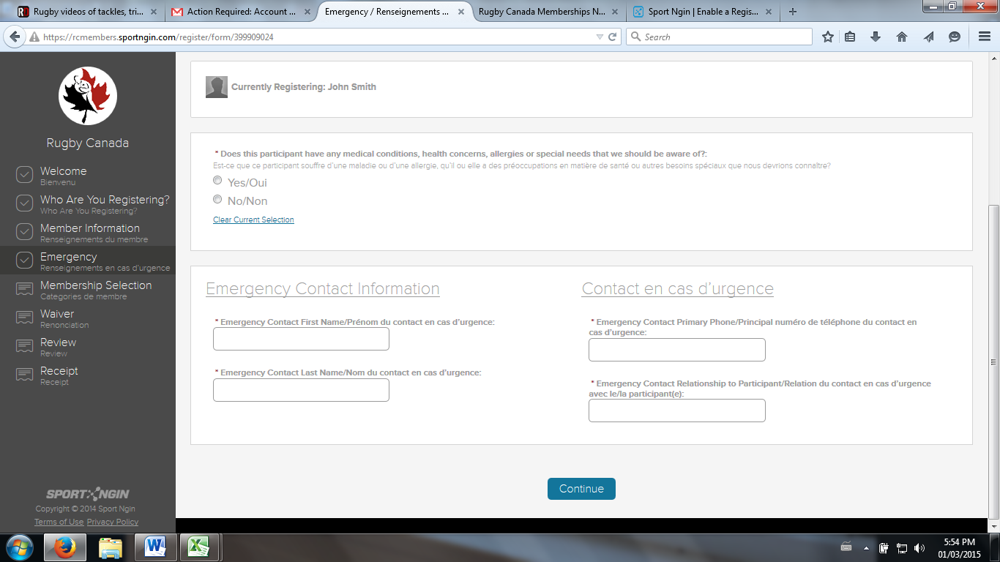 Rugby videos of tackles, tri...
Action Required: Account ...
Emergency / Renseignements ...
Rugby Canada Memberships N...
Sport Ngin | Enable a Regis...
https://rcmembers.sportngin.com/register/form/399909024
Search
Rugby Canada
Welcome
Bienvenu
Who Are You Registering?
Who Are You Registering?
Member Information
Renseignements du membre
Emergency
Renseignements en cas d'urgence
Membership Selection
Categories de membre
Waiver
Renonciation
Review
Review
Receipt
Receipt
SPORT NGIN
Copyright © 2014 Sport Ngin
Terms of Use Privacy Policy
Currently Registering: John Smith
* Does this participant have any medical conditions, health concerns, allergies or special needs that we should be aware of?:
Est-ce que ce participant souffre d'une maladie ou d'une allergie, qu'il ou elle a des préoccupations en matière de santé ou autres besoins spéciaux que nous devrions connaître?
Yes/Oui
No/Non
Clear Current Selection
Emergency Contact Information
* Emergency Contact First Name/Prénom du contact en cas d'urgence:
* Emergency Contact Last Name/Nom du contact en cas d'urgence:
Contact en cas d'urgence
* Emergency Contact Primary Phone/Principal numéro de téléphone du contact en
cas d'urgence:
* Emergency Contact Relationship to Participant/Relation du contact en cas d'urgence
avec le/la participant(e):
Continue
5:54 PM
01/03/2015